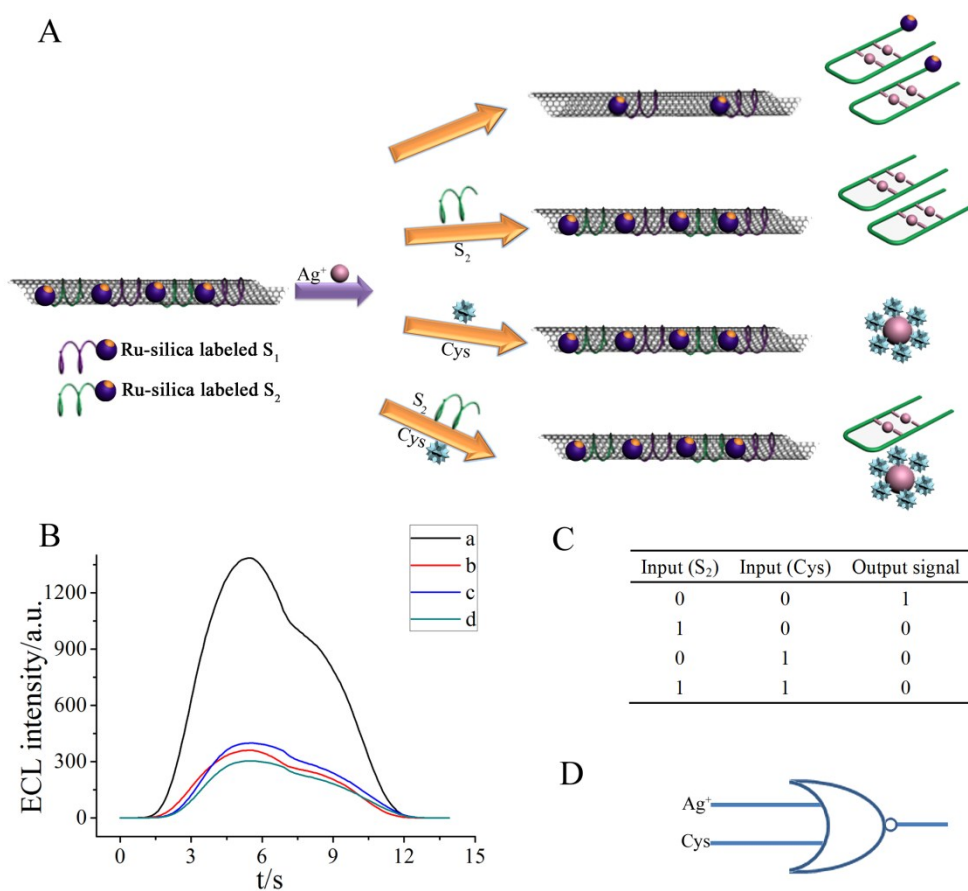 A
Ag⁺
S₂
Cys
S₂
Cys
Ru-silica labeled S₁
Ru-silica labeled S₂
B
ECL intensity/a.u.
1200
900
600
300
0
0 3 6 9 12 15
t/s
a
b
c
d
C
Input (S₂) Input (Cys) Output signal
0 0 1
1 0 0
0 1 0
1 1 0
D
Ag⁺
Cys